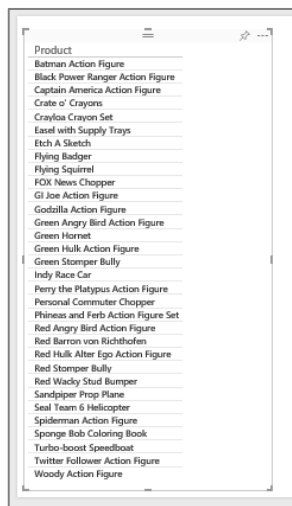 Product
Batman Action Figure
Black Power Ranger Action Figure
Captain America Action Figure
Crate o' Crayons
Crayloa Crayon Set
Easel with Supply Trays
Etch A Sketch
Flying Badger
Flying Squirrel
FOX News Chopper
GI Joe Action Figure
Godzilla Action Figure
Green Angry Bird Action Figure
Green Hornet
Green Hulk Action Figure
Green Stomper Bully
Indy Race Car
Perry the Platypus Action Figure
Personal Commuter Chopper
Phineas and Ferb Action Figure Set
Red Angry Bird Action Figure
Red Barron von Richthofen
Red Hulk Alter Ego Action Figure
Red Stomper Bully
Red Wacky Stud Bumper
Sandpiper Prop Plane
Seal Team 6 Helicopter
Spiderman Action Figure
Sponge Bob Coloring Book
Turbo-boost Speedboat
Twitter Follower Action Figure
Woody Action Figure